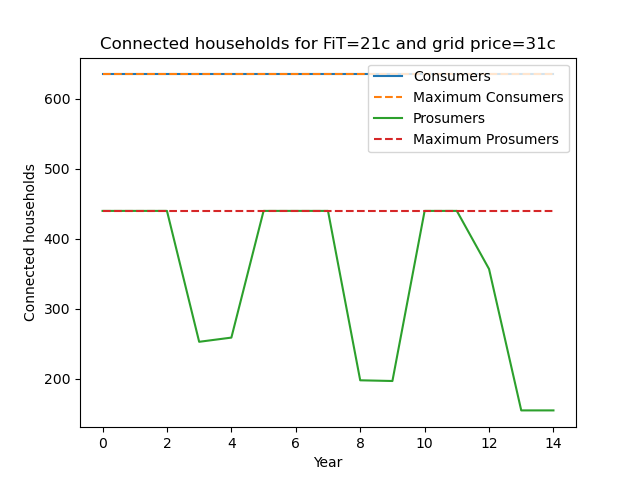 Connected households for FiT=21c and grid price=31c
Consumers
Maximum Consumers
Prosumers
Maximum Prosumers
Connected households
600
500
400
300
200
0 2 4 6 8 10 12 14
Year